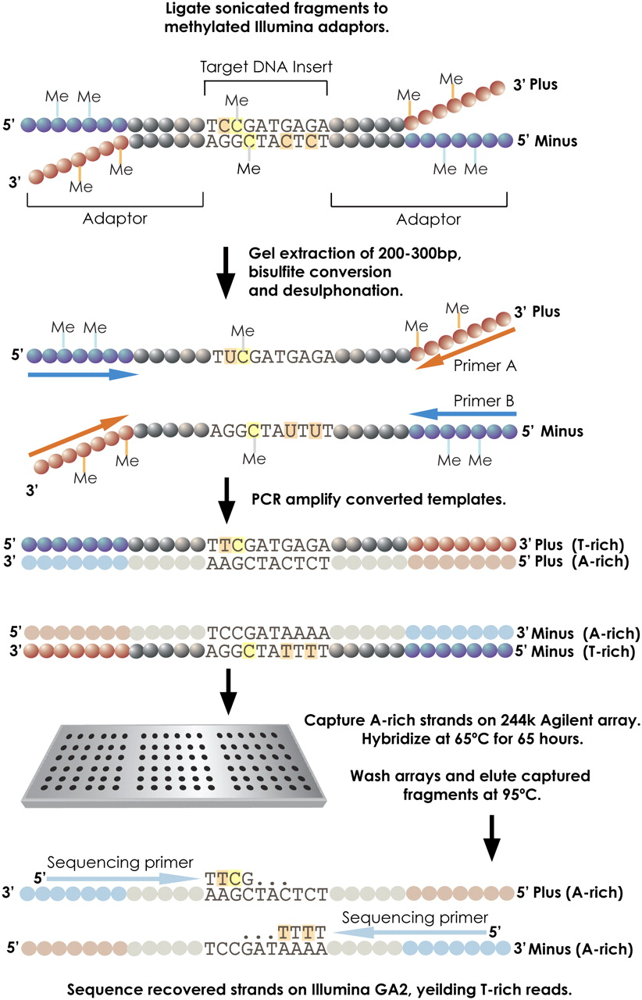 Ligate sonicated fragments to
methylated Illumina adaptors.
Target DNA Insert
Me Me Me Me Me
3’ Plus
5’ TCCGATGAGA
AGGCTACTCT 5’ Minus
3’ Me Me Me Me Me
Adaptor Adaptor
Gel extraction of 200-300bp,
bisulfite conversion
and desulphonation.
Me Me Me Me Me
3’ Plus
5’ TUCGATGAGA
Primer A
Primer B
AGGCTAUTUT 5’ Minus
Me Me Me Me Me
3’
PCR amplify converted templates.
5’ TTCGATGAGA 3’ Plus (T-rich)
3’ AAGCTACTCT 5’ Plus (A-rich)
5’ TCCGATAAAA 3’ Minus (A-rich)
3’ AGGCTATTTT 5’ Minus (T-rich)
Capture A-rich strands on 244k Agilent array.
Hybridize at 65ºC for 65 hours.
Wash arrays and elute captured
fragments at 95ºC.
Sequencing primer
5’ TTCG...
3’ AAGCTACTCT 5’ Plus (A-rich)
Sequencing primer
...TTTT 5’
5’ TCCGATAAAA 3’ Minus (A-rich)
Sequence recovered strands on Illumina GA2, yeilding T-rich reads.